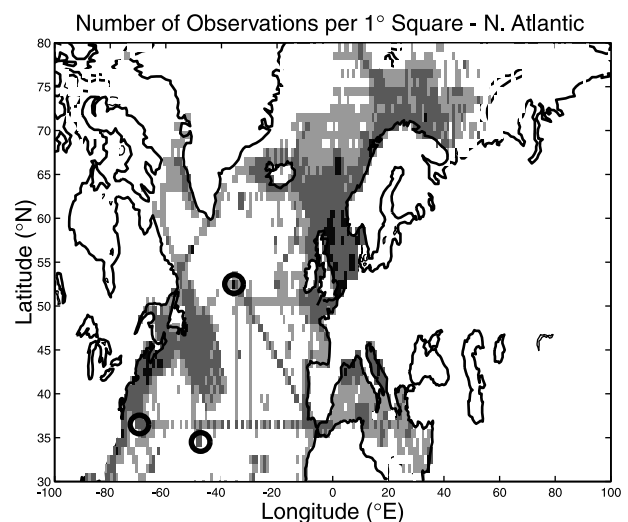 Number of Observations per 1° Square - N. Atlantic
80
75
70
65
60
55
50
45
40
35
30
Latitude (°N)
-100 -80 -60 -40 -20 0 20 40 60 80 100
Longitude (°E)